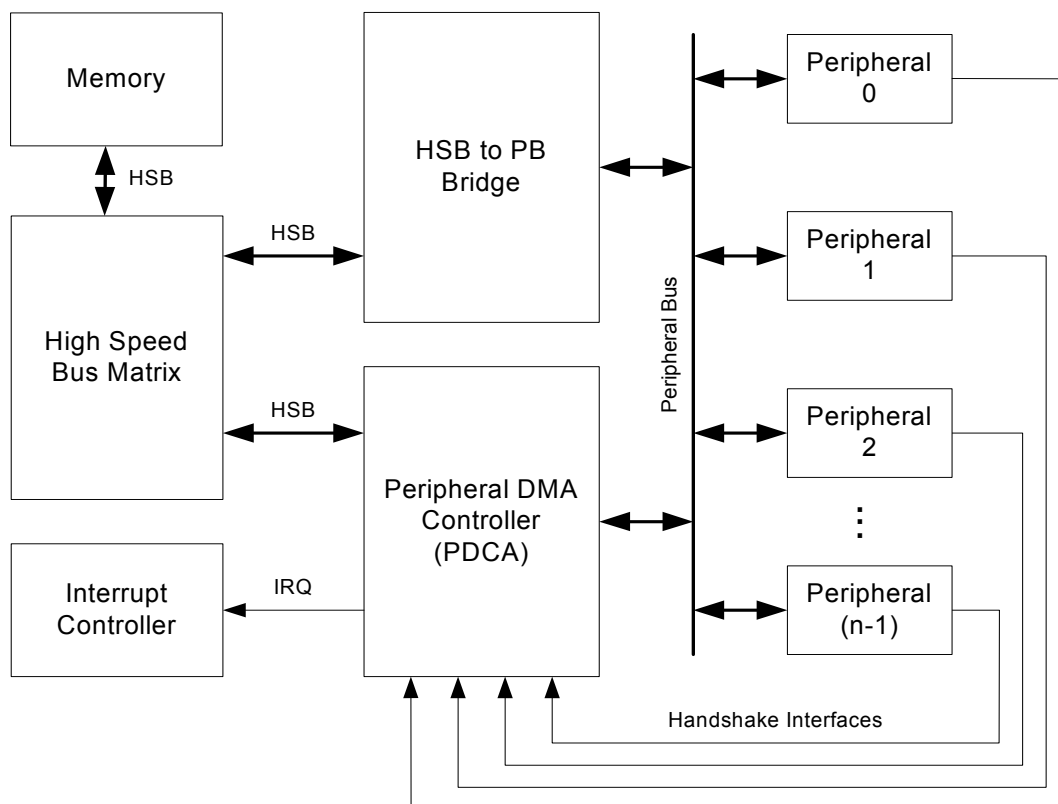 Memory
HSB
High Speed
Bus Matrix
HSB
HSB to PB
Bridge
HSB
Peripheral DMA
Controller
(PDCA)
IRQ
Interrupt
Controller
Peripheral Bus
Peripheral
0
Peripheral
1
Peripheral
2
⋮
Peripheral
(n-1)
Handshake Interfaces